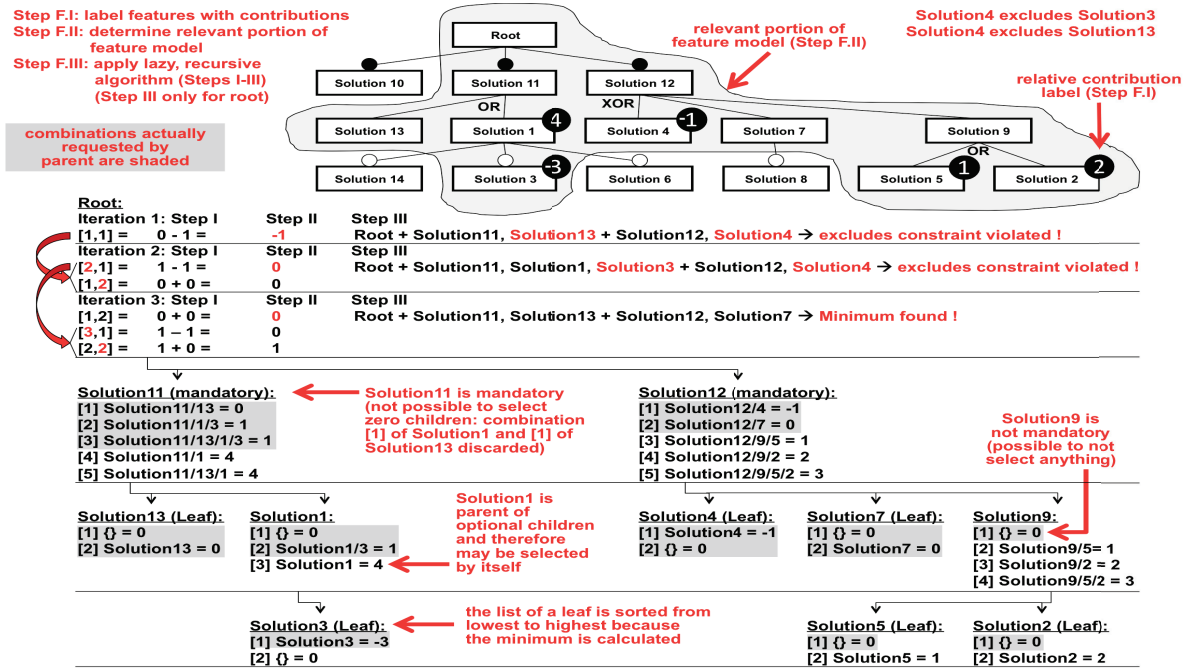 Step F.I: label features with contributions
Step F.II: determine relevant portion of
feature model
Step F.III: apply lazy, recursive
algorithm (Steps I-III)
(Step III only for root)
combinations actually
requested by
parent are shaded
relevant portion of
feature model (Step F.II)
Solution4 excludes Solution3
Solution4 excludes Solution13
relative contribution
label (Step F.I)
Root
Solution 10
Solution 11
Solution 12
OR
XOR
Solution 13
Solution 1
4
Solution 4
-1
Solution 7
Solution 9
OR
Solution 14
Solution 3
-3
Solution 6
Solution 8
Solution 5
1
Solution 2
2
Root:
Iteration 1: Step I Step II Step III
[1,1] = 0 - 1 = -1 Root + Solution11, Solution13 + Solution12, Solution4 → excludes constraint violated !
Iteration 2: Step I Step II Step III
[2,1] = 1 - 1 = 0 Root + Solution11, Solution1, Solution3 + Solution12, Solution4 → excludes constraint violated !
[1,2] = 0 + 0 = 0
Iteration 3: Step I Step II Step III
[1,2] = 0 + 0 = 0 Root + Solution11, Solution13 + Solution12, Solution7 → Minimum found !
[3,1] = 1 – 1 = 0
[2,2] = 1 + 0 = 1
Solution11 (mandatory):
[1] Solution11/13 = 0
[2] Solution11/1/3 = 1
[3] Solution11/13/1/3 = 1
[4] Solution11/1 = 4
[5] Solution11/13/1 = 4
Solution11 is mandatory
(not possible to select
zero children: combination
[1] of Solution1 and [1] of
Solution13 discarded)
Solution12 (mandatory):
[1] Solution12/4 = -1
[2] Solution12/7 = 0
[3] Solution12/9/5 = 1
[4] Solution12/9/2 = 2
[5] Solution12/9/5/2 = 3
Solution9 is
not mandatory
(possible to not
select anything)
Solution13 (Leaf):
[1] {} = 0
[2] Solution13 = 0
Solution1:
[1] {} = 0
[2] Solution1/3 = 1
[3] Solution1 = 4
Solution1 is
parent of
optional children
and therefore
may be selected
by itself
Solution4 (Leaf):
[1] Solution4 = -1
[2] {} = 0
Solution7 (Leaf):
[1] {} = 0
[2] Solution7 = 0
Solution9:
[1] {} = 0
[2] Solution9/5= 1
[3] Solution9/2 = 2
[4] Solution9/5/2 = 3
Solution3 (Leaf):
[1] Solution3 = -3
[2] {} = 0
the list of a leaf is sorted from
lowest to highest because
the minimum is calculated
Solution5 (Leaf):
[1] {} = 0
[2] Solution5 = 1
Solution2 (Leaf):
[1] {} = 0
[2] Solution2 = 2